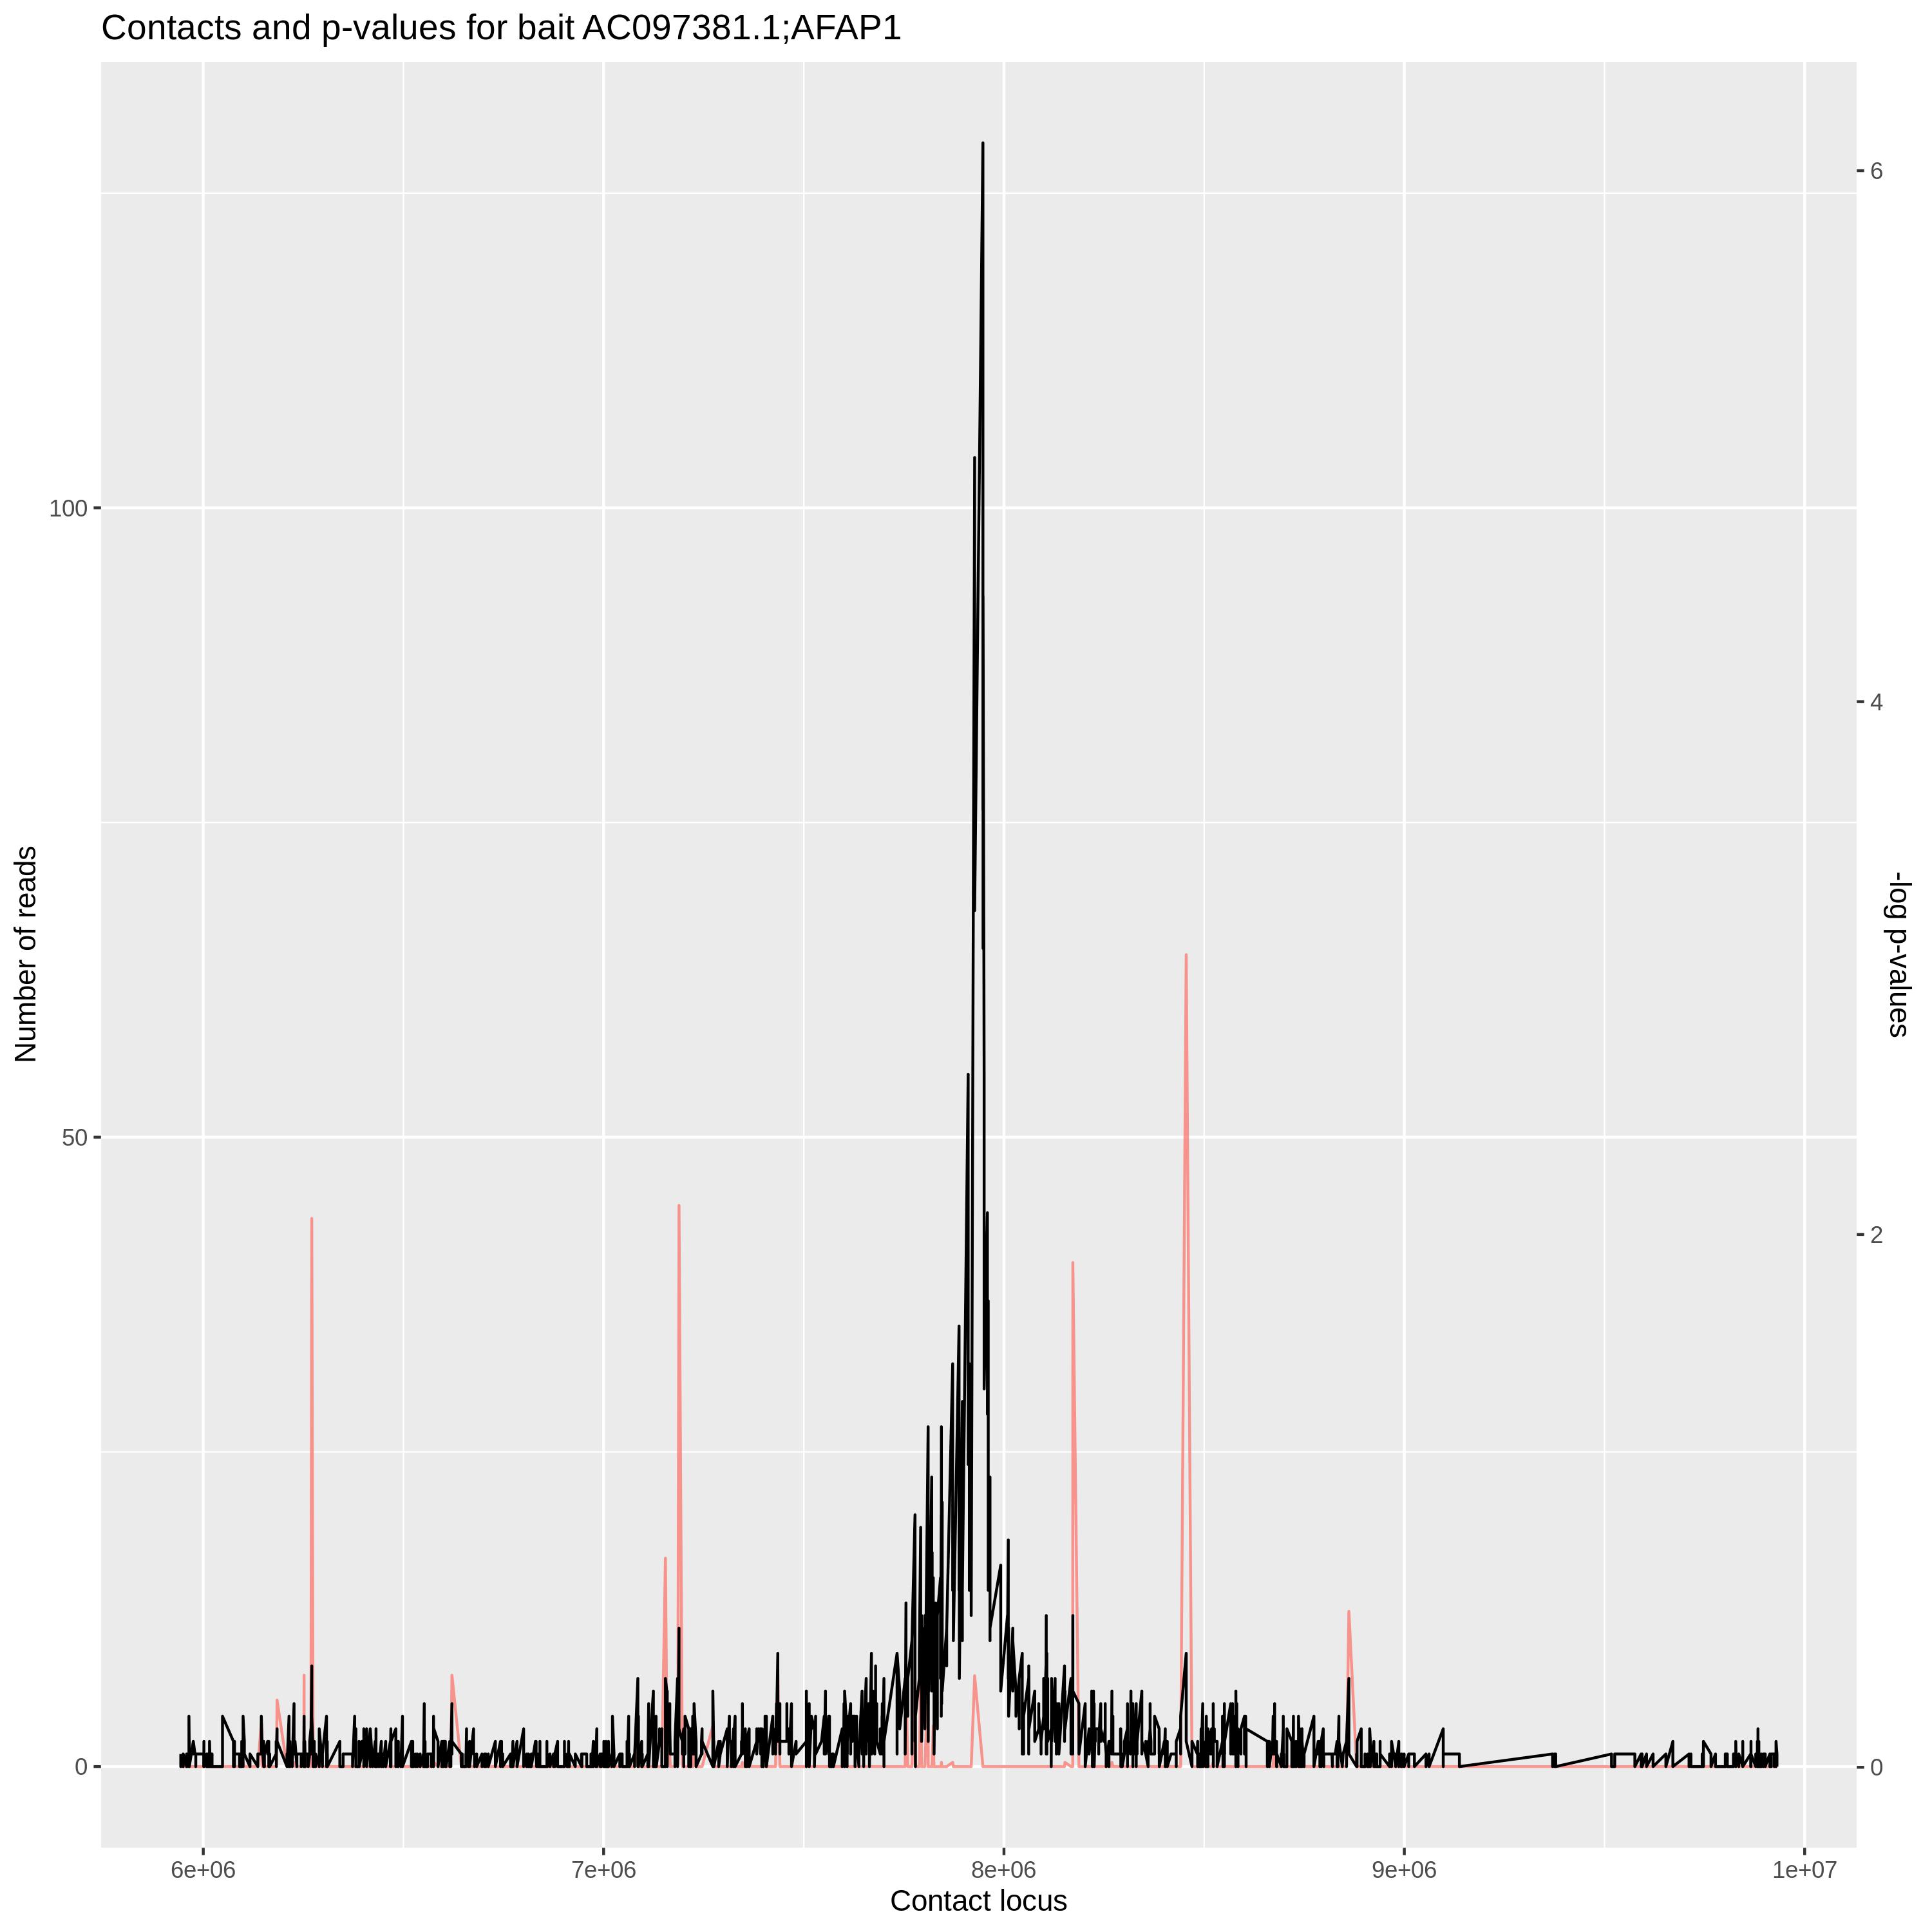 Contacts and p-values for bait AC097381.1;AFAP1
6
100
4
Number of reads
-log p-values
50
2
0
0
6e+06
7e+06
8e+06
9e+06
1e+07
Contact locus